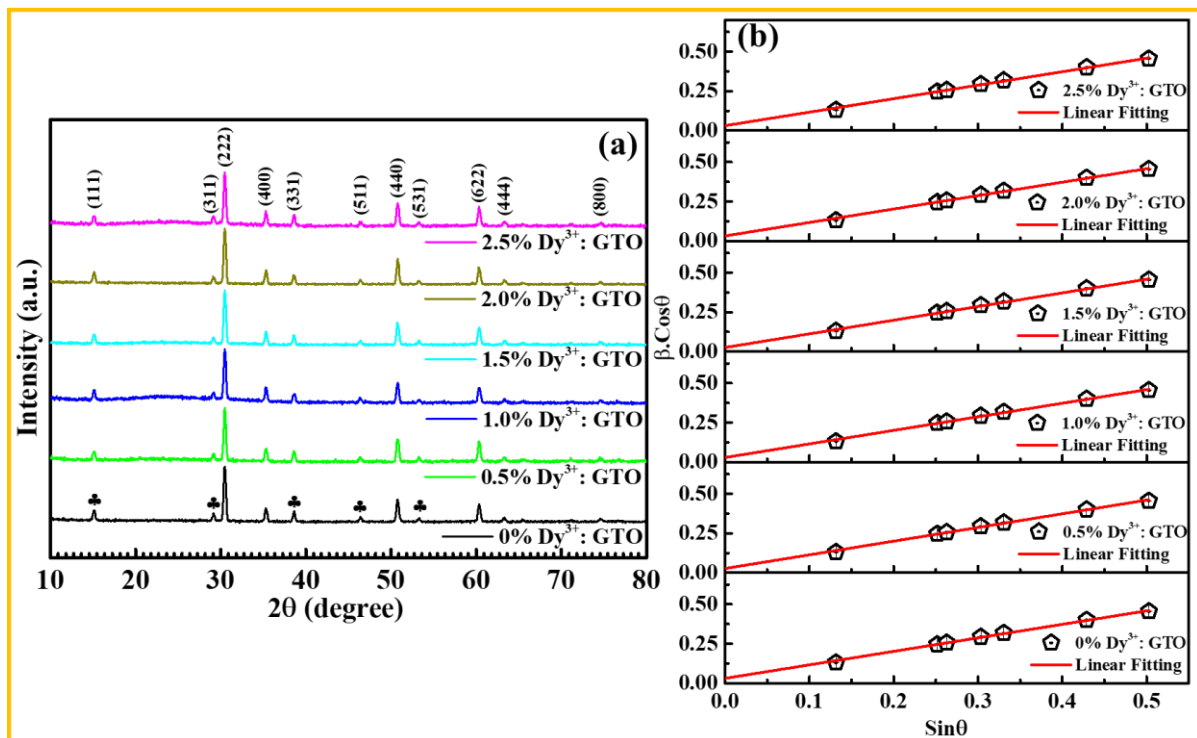 (a)
(111)
(311)
(222)
(400)
(331)
(511)
(440)
(531)
(622)
(444)
(800)
2.5% Dy³⁺: GTO
2.0% Dy³⁺: GTO
1.5% Dy³⁺: GTO
1.0% Dy³⁺: GTO
0.5% Dy³⁺: GTO
♣ ♣ ♣ ♣ ♣
0% Dy³⁺: GTO
Intensity (a.u.)
10 20 30 40 50 60 70 80
2θ (degree)
(b)
0.50
0.25
0.00
2.5% Dy³⁺: GTO
Linear Fitting
0.50
0.25
0.00
2.0% Dy³⁺: GTO
Linear Fitting
0.50
0.25
0.00
1.5% Dy³⁺: GTO
Linear Fitting
0.50
0.25
0.00
1.0% Dy³⁺: GTO
Linear Fitting
0.50
0.25
0.00
0.5% Dy³⁺: GTO
Linear Fitting
0.50
0.25
0.00
0% Dy³⁺: GTO
Linear Fitting
β.Cosθ
0.0 0.1 0.2 0.3 0.4 0.5
Sinθ